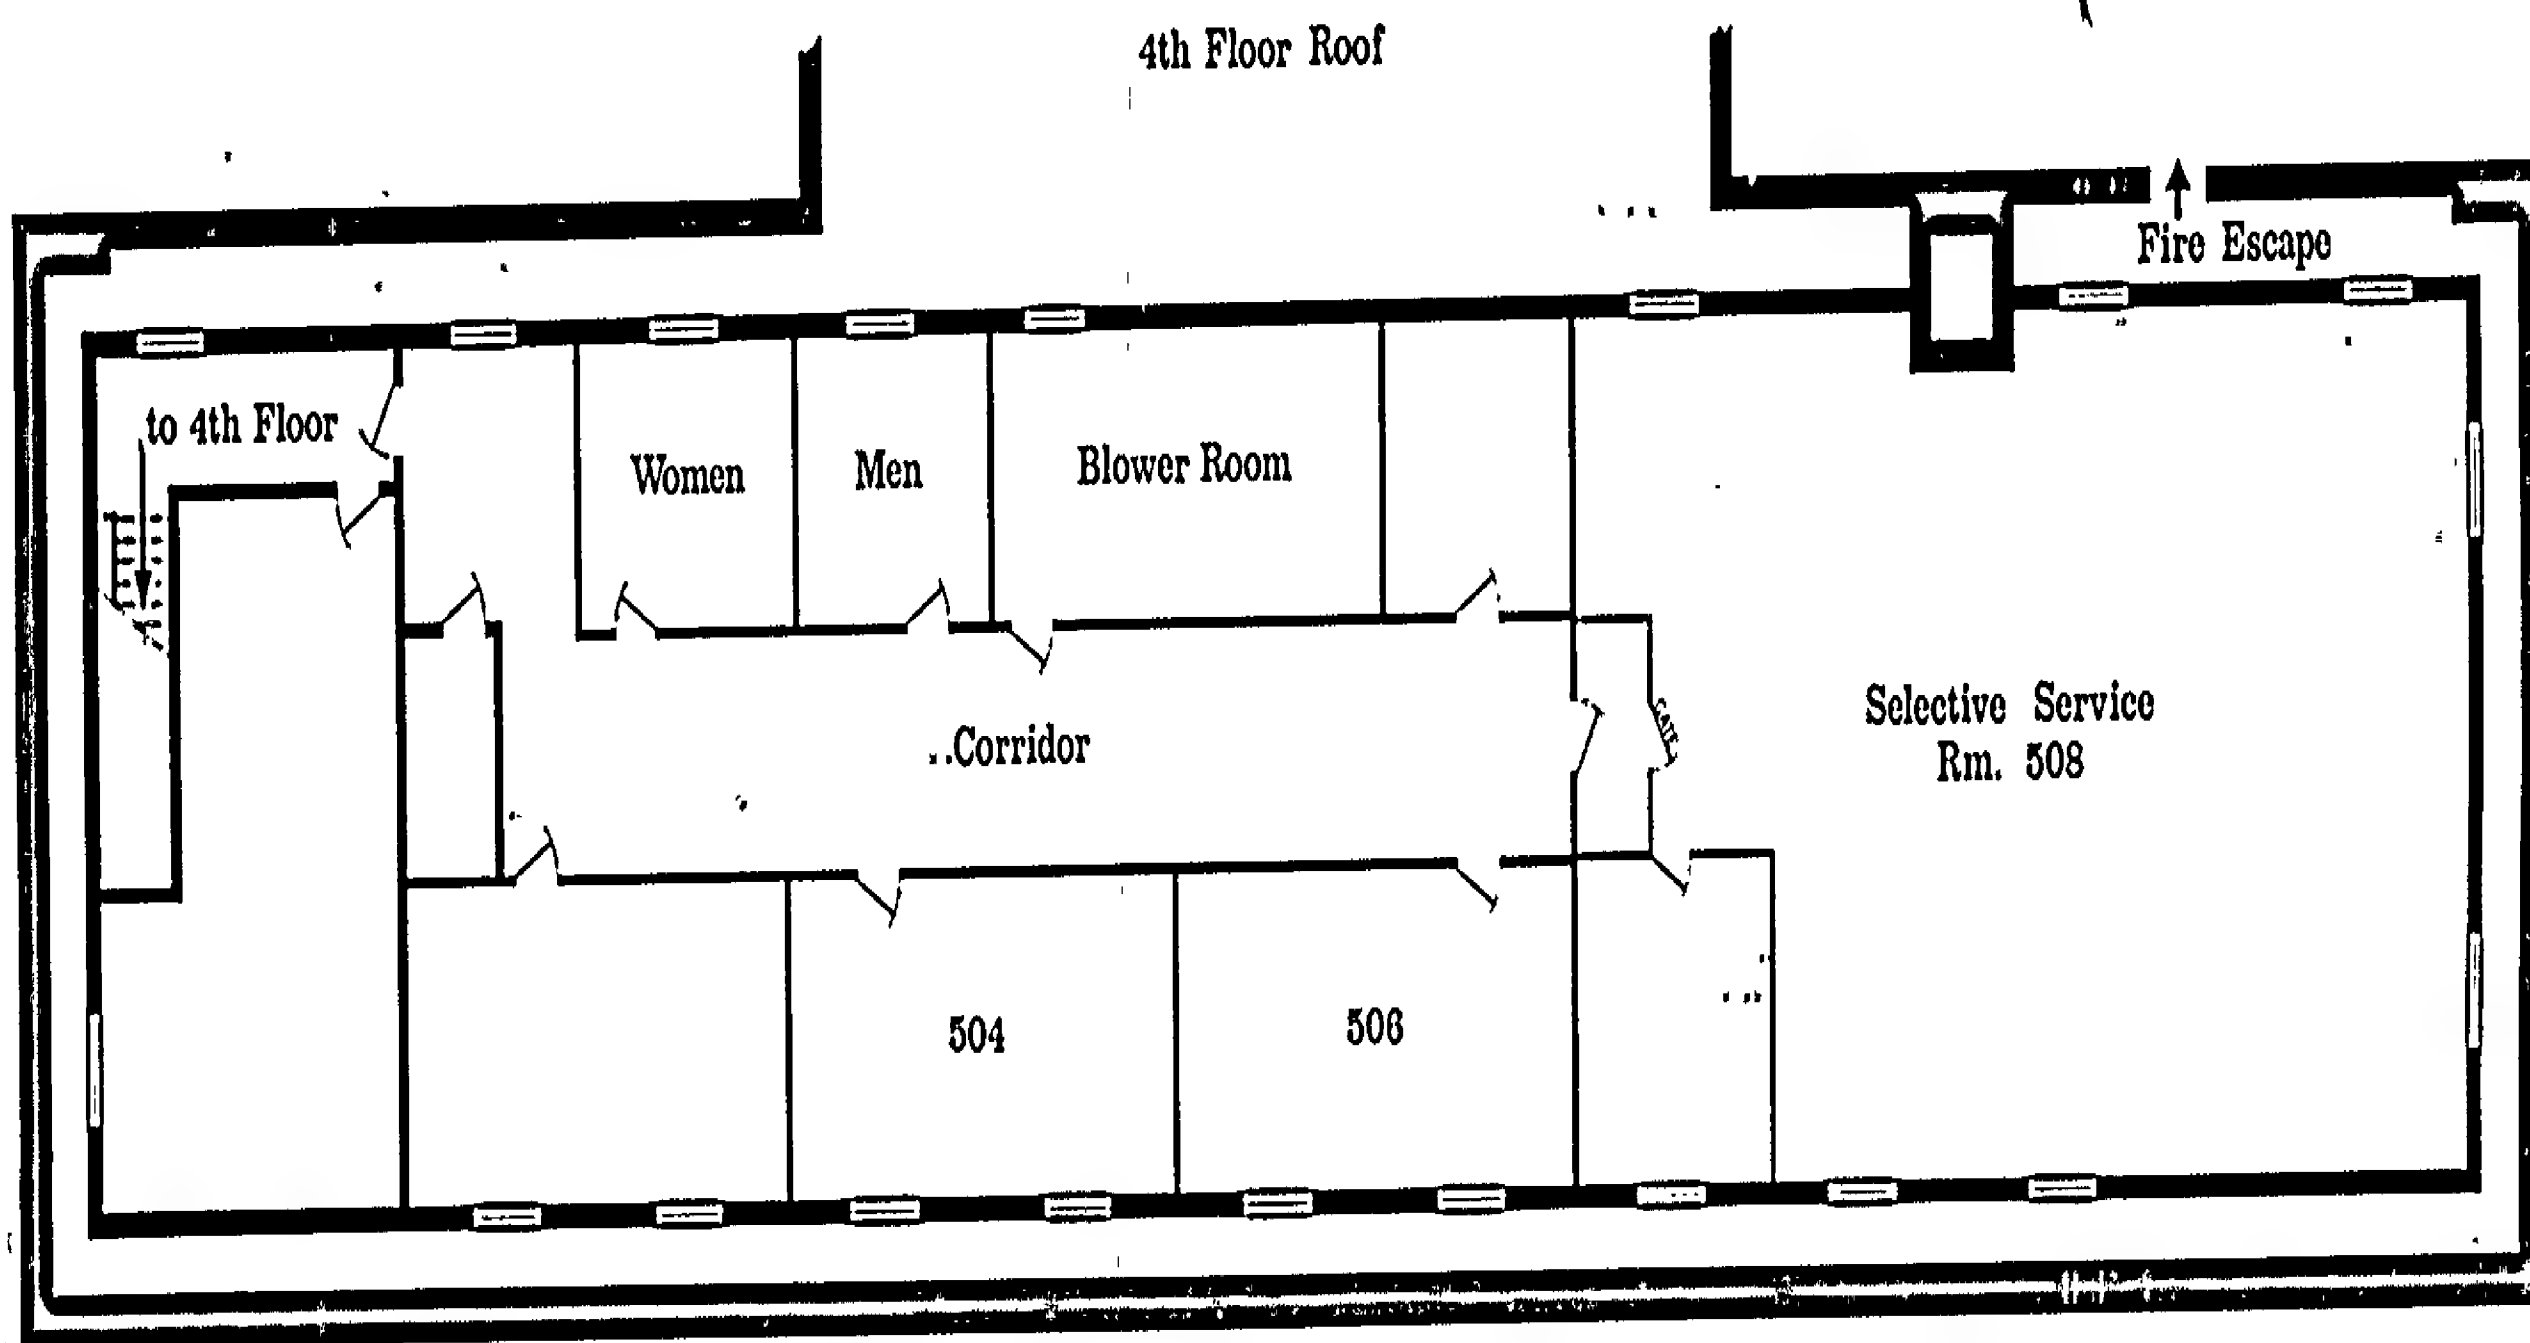 4th Floor Roof
Fire Escape
to 4th Floor
Women
Men
Blower Room
Corridor
GATE
Selective Service
Rm. 508
504
506